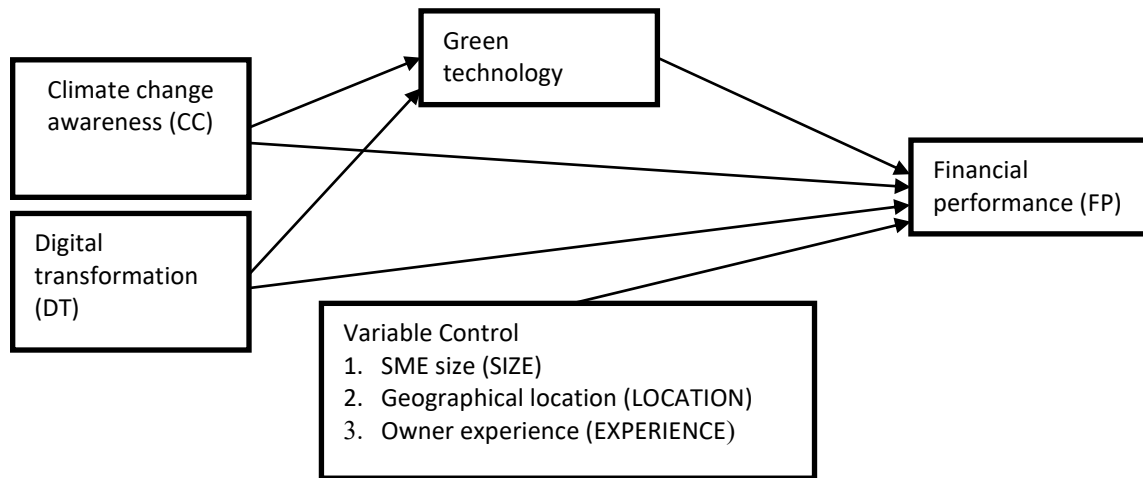 Green
technology
Climate change
awareness (CC)
Financial
performance (FP)
Digital
transformation
(DT)
Variable Control
1. SME size (SIZE)
2. Geographical location (LOCATION)
3. Owner experience (EXPERIENCE)